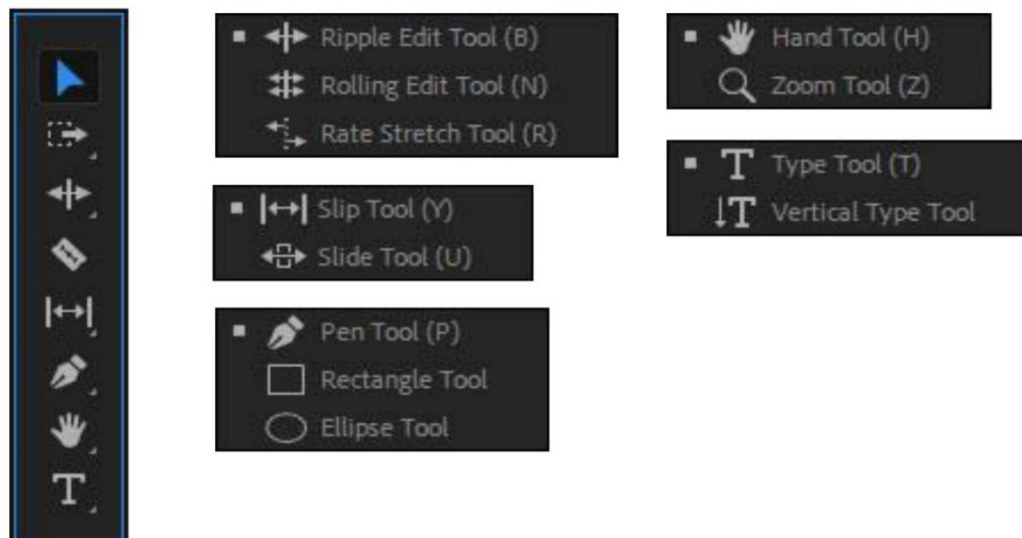 Ripple Edit Tool (B)
Rolling Edit Tool (N)
Rate Stretch Tool (R)
Slip Tool (Y)
Slide Tool (U)
Pen Tool (P)
Rectangle Tool
Ellipse Tool
Hand Tool (H)
Zoom Tool (Z)
Type Tool (T)
Vertical Type Tool